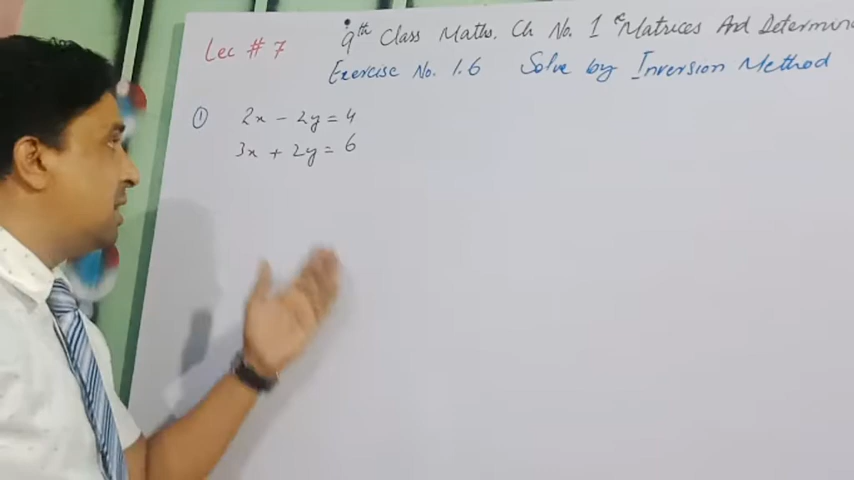 Lec # 7 9th Class Maths. Ch No. 1 "Matrices And
Exercise No. 1.6 Solve by Inversion Method
① 2x - 2y = 4
3x + 2y = 6